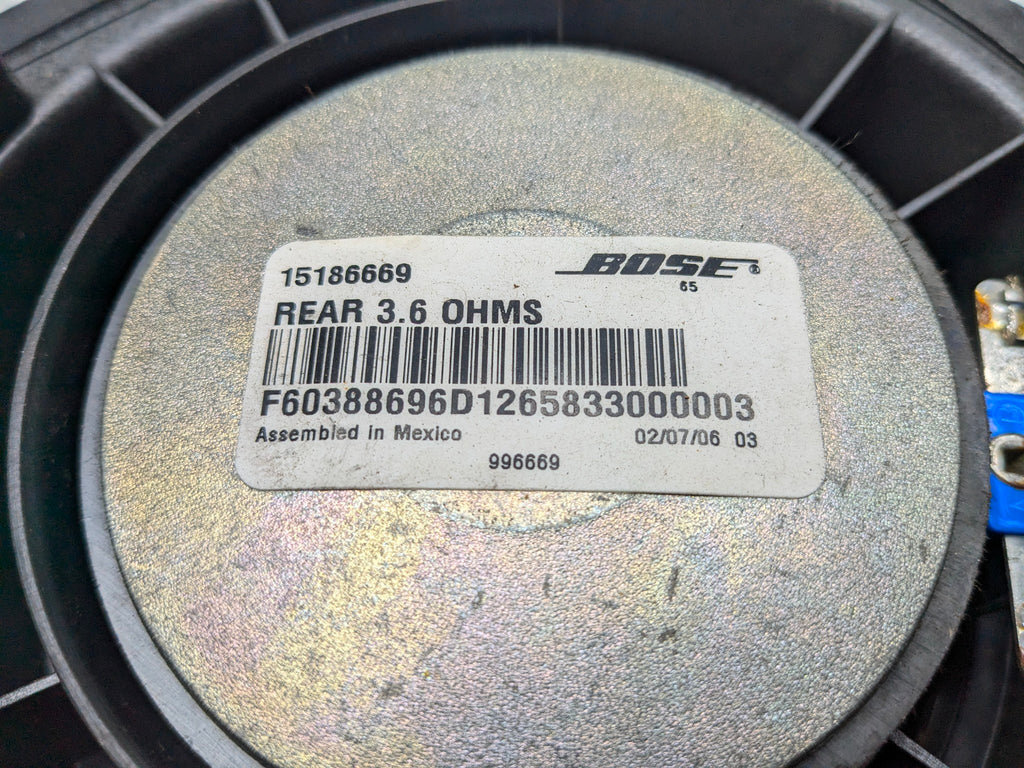 15186669
BOSE®
65
REAR 3.6 OHMS
F60388696D1265833000003
Assembled in Mexico
02/07/06 03
996669